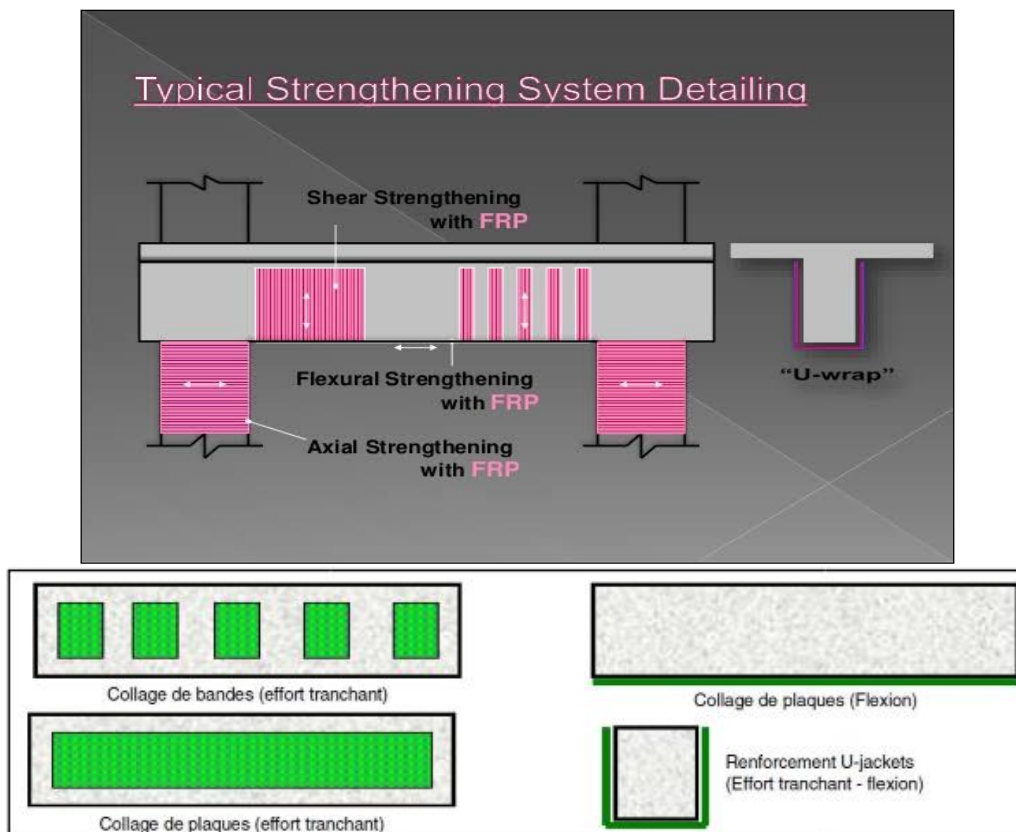 Typical Strengthening System Detailing
Shear Strengthening
with FRP
Flexural Strengthening
with FRP
"U-wrap"
Axial Strengthening
with FRP
Collage de bandes (effort tranchant)
Collage de plaques (Flexion)
Renforcement U-jackets
(Effort tranchant - flexion)
Collage de plaques (effort tranchant)